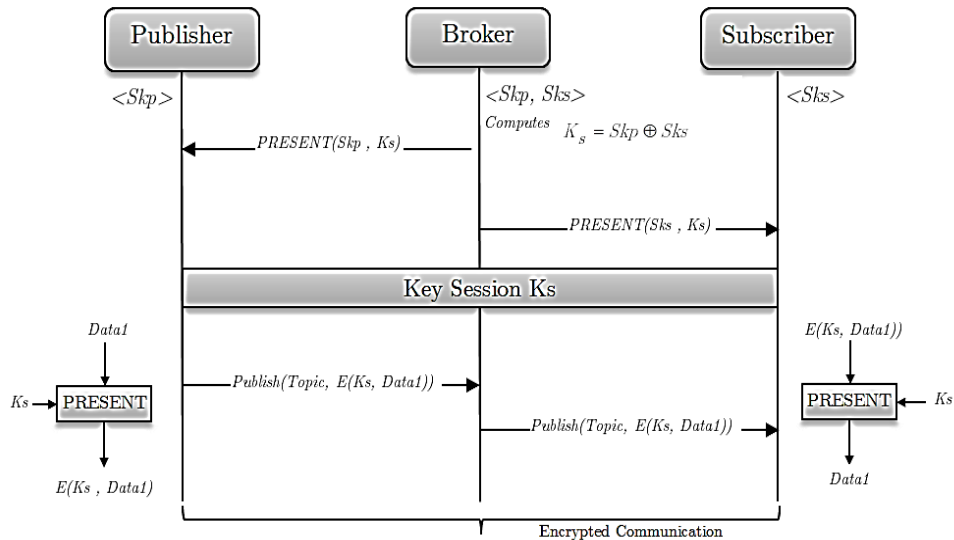 Publisher
Broker
Subscriber
<Skp>
<Skp, Sks>
<Sks>
Computes K_s = Skp ⊕ Sks
PRESENT(Skp , Ks)
PRESENT(Sks , Ks)
Key Session Ks
Data1
E(Ks, Data1))
Publish(Topic, E(Ks, Data1))
Ks
PRESENT
PRESENT
Ks
Publish(Topic, E(Ks, Data1))
E(Ks , Data1)
Data1
Encrypted Communication